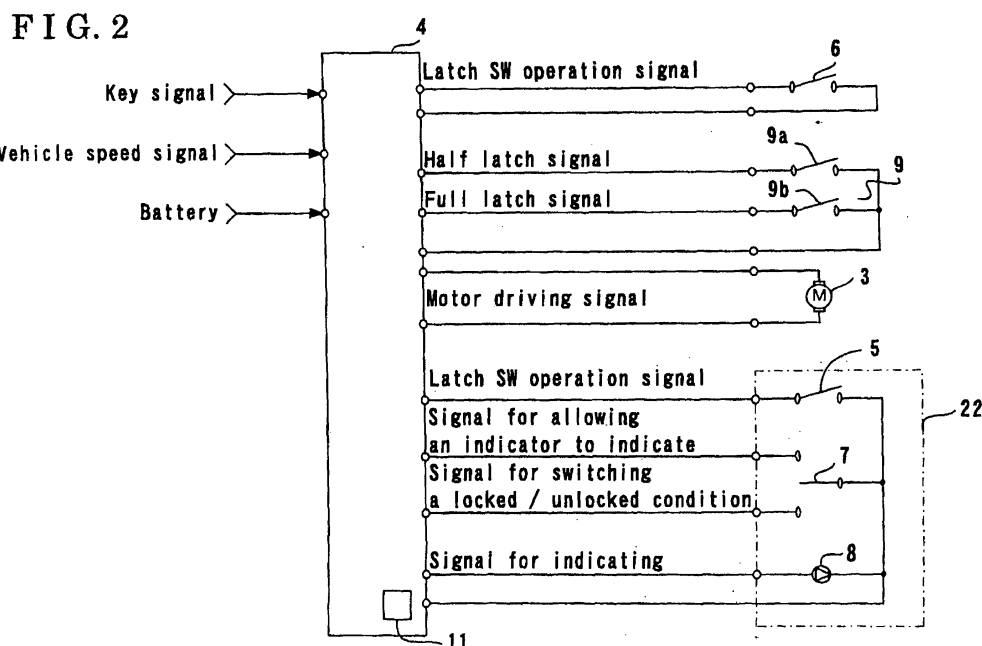 FIG. 2
4
Key signal
Vehicle speed signal
Battery
Latch SW operation signal
6
Half latch signal
9a
9
Full latch signal
9b
Motor driving signal
M
3
Latch SW operation signal
5
22
Signal for allowing
an indicator to indicate
Signal for switching
a locked / unlocked condition
7
Signal for indicating
8
11